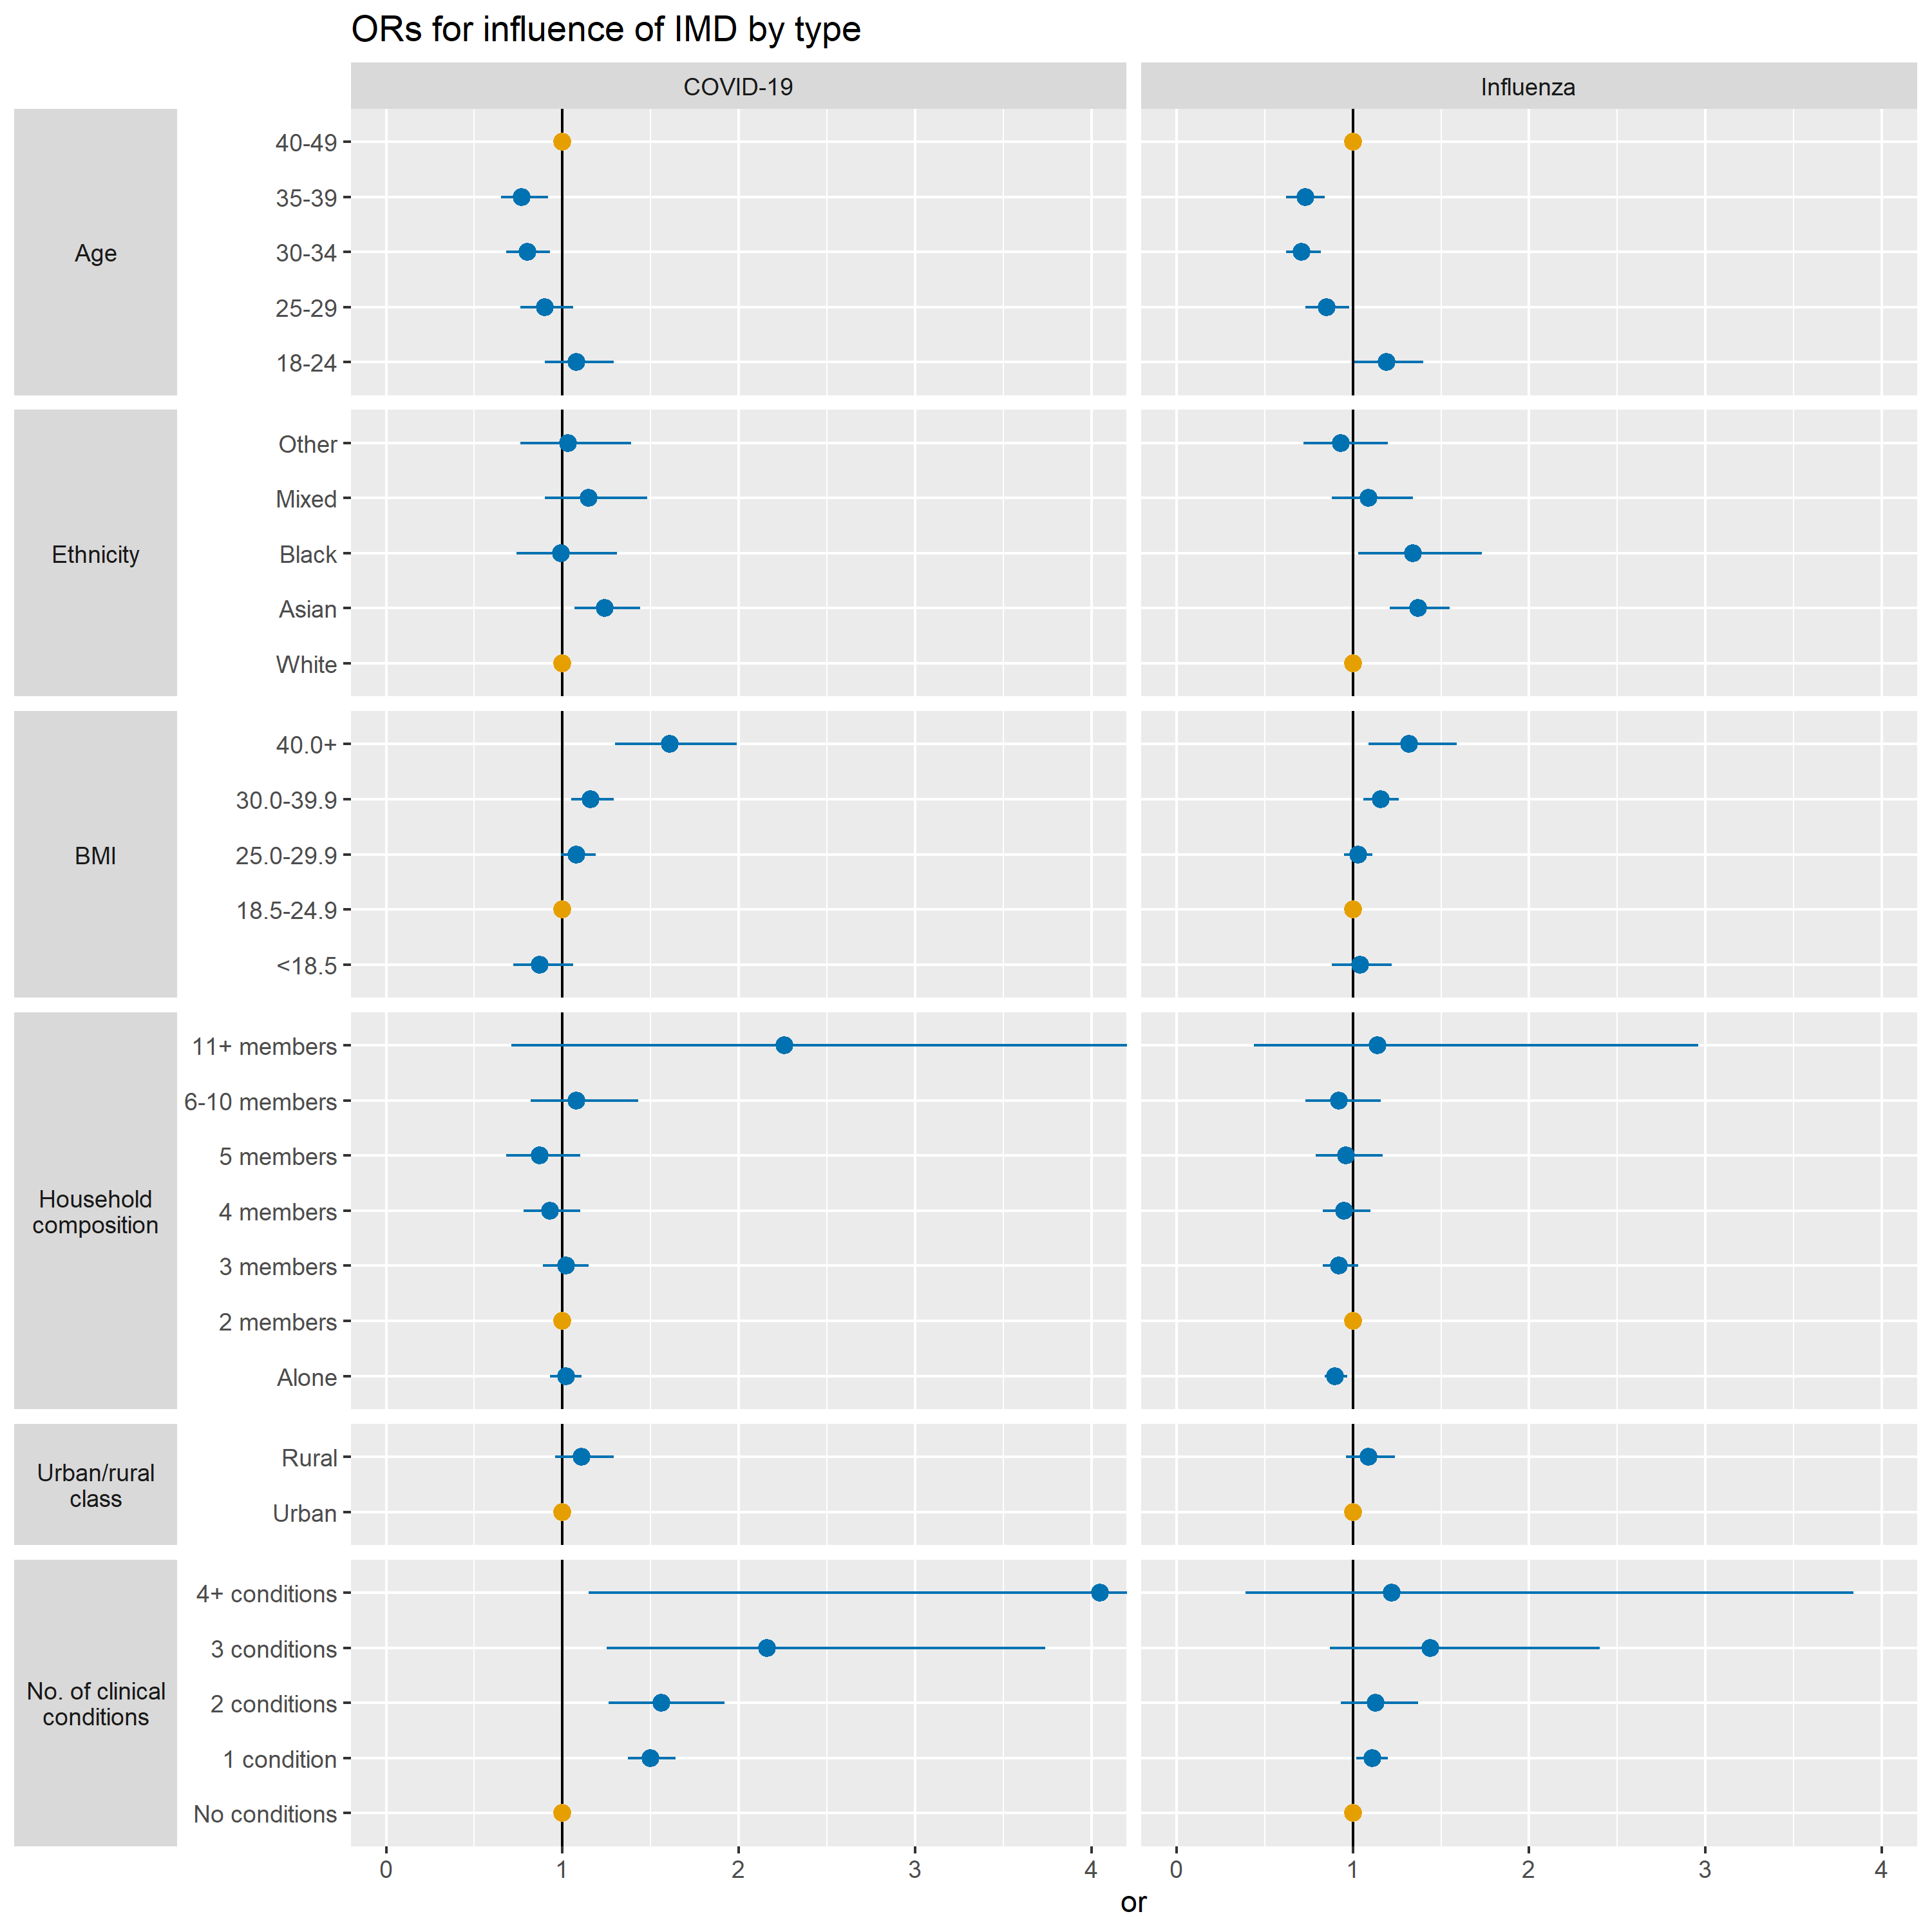 ORs for influence of IMD by type
COVID-19
Influenza
Age
40-49
35-39
30-34
25-29
18-24
Ethnicity
Other
Mixed
Black
Asian
White
BMI
40.0+
30.0-39.9
25.0-29.9
18.5-24.9
<18.5
Household
composition
11+ members
6-10 members
5 members
4 members
3 members
2 members
Alone
Urban/rural
class
Rural
Urban
No. of clinical
conditions
4+ conditions
3 conditions
2 conditions
1 condition
No conditions
0 1 2 3 4
0 1 2 3 4
or